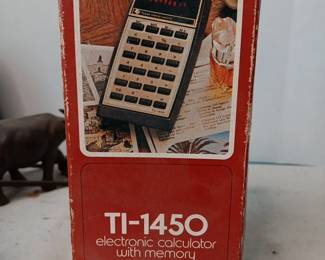 TI-1450
electronic calculator
with memory